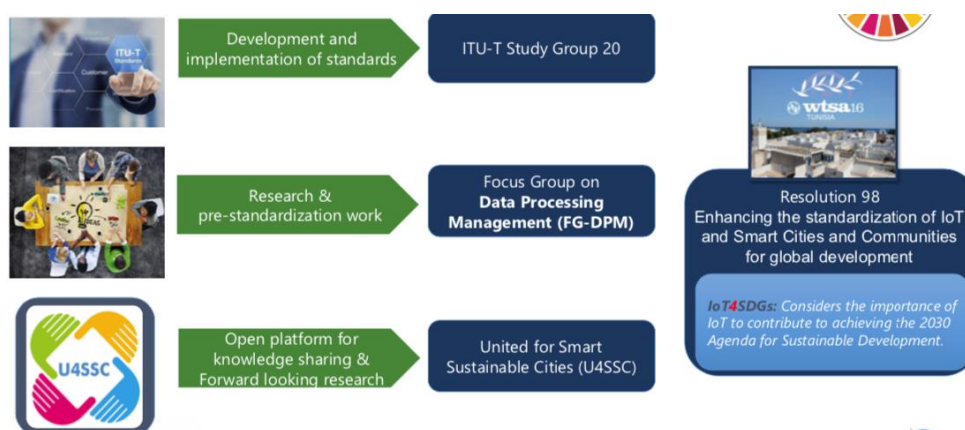 Development and
implementation of standards
ITU-T Study Group 20
ITU-T
Standards
Customer
wtsa16
TUNISIA
Research &
pre-standardization work
Focus Group on
Data Processing
Management (FG-DPM)
IDEAS
Resolution 98
Enhancing the standardization of IoT
and Smart Cities and Communities
for global development
IoT4SDGs: Considers the importance of
IoT to contribute to achieving the 2030
Agenda for Sustainable Development.
U4SSC
Open platform for
knowledge sharing &
Forward looking research
United for Smart
Sustainable Cities (U4SSC)